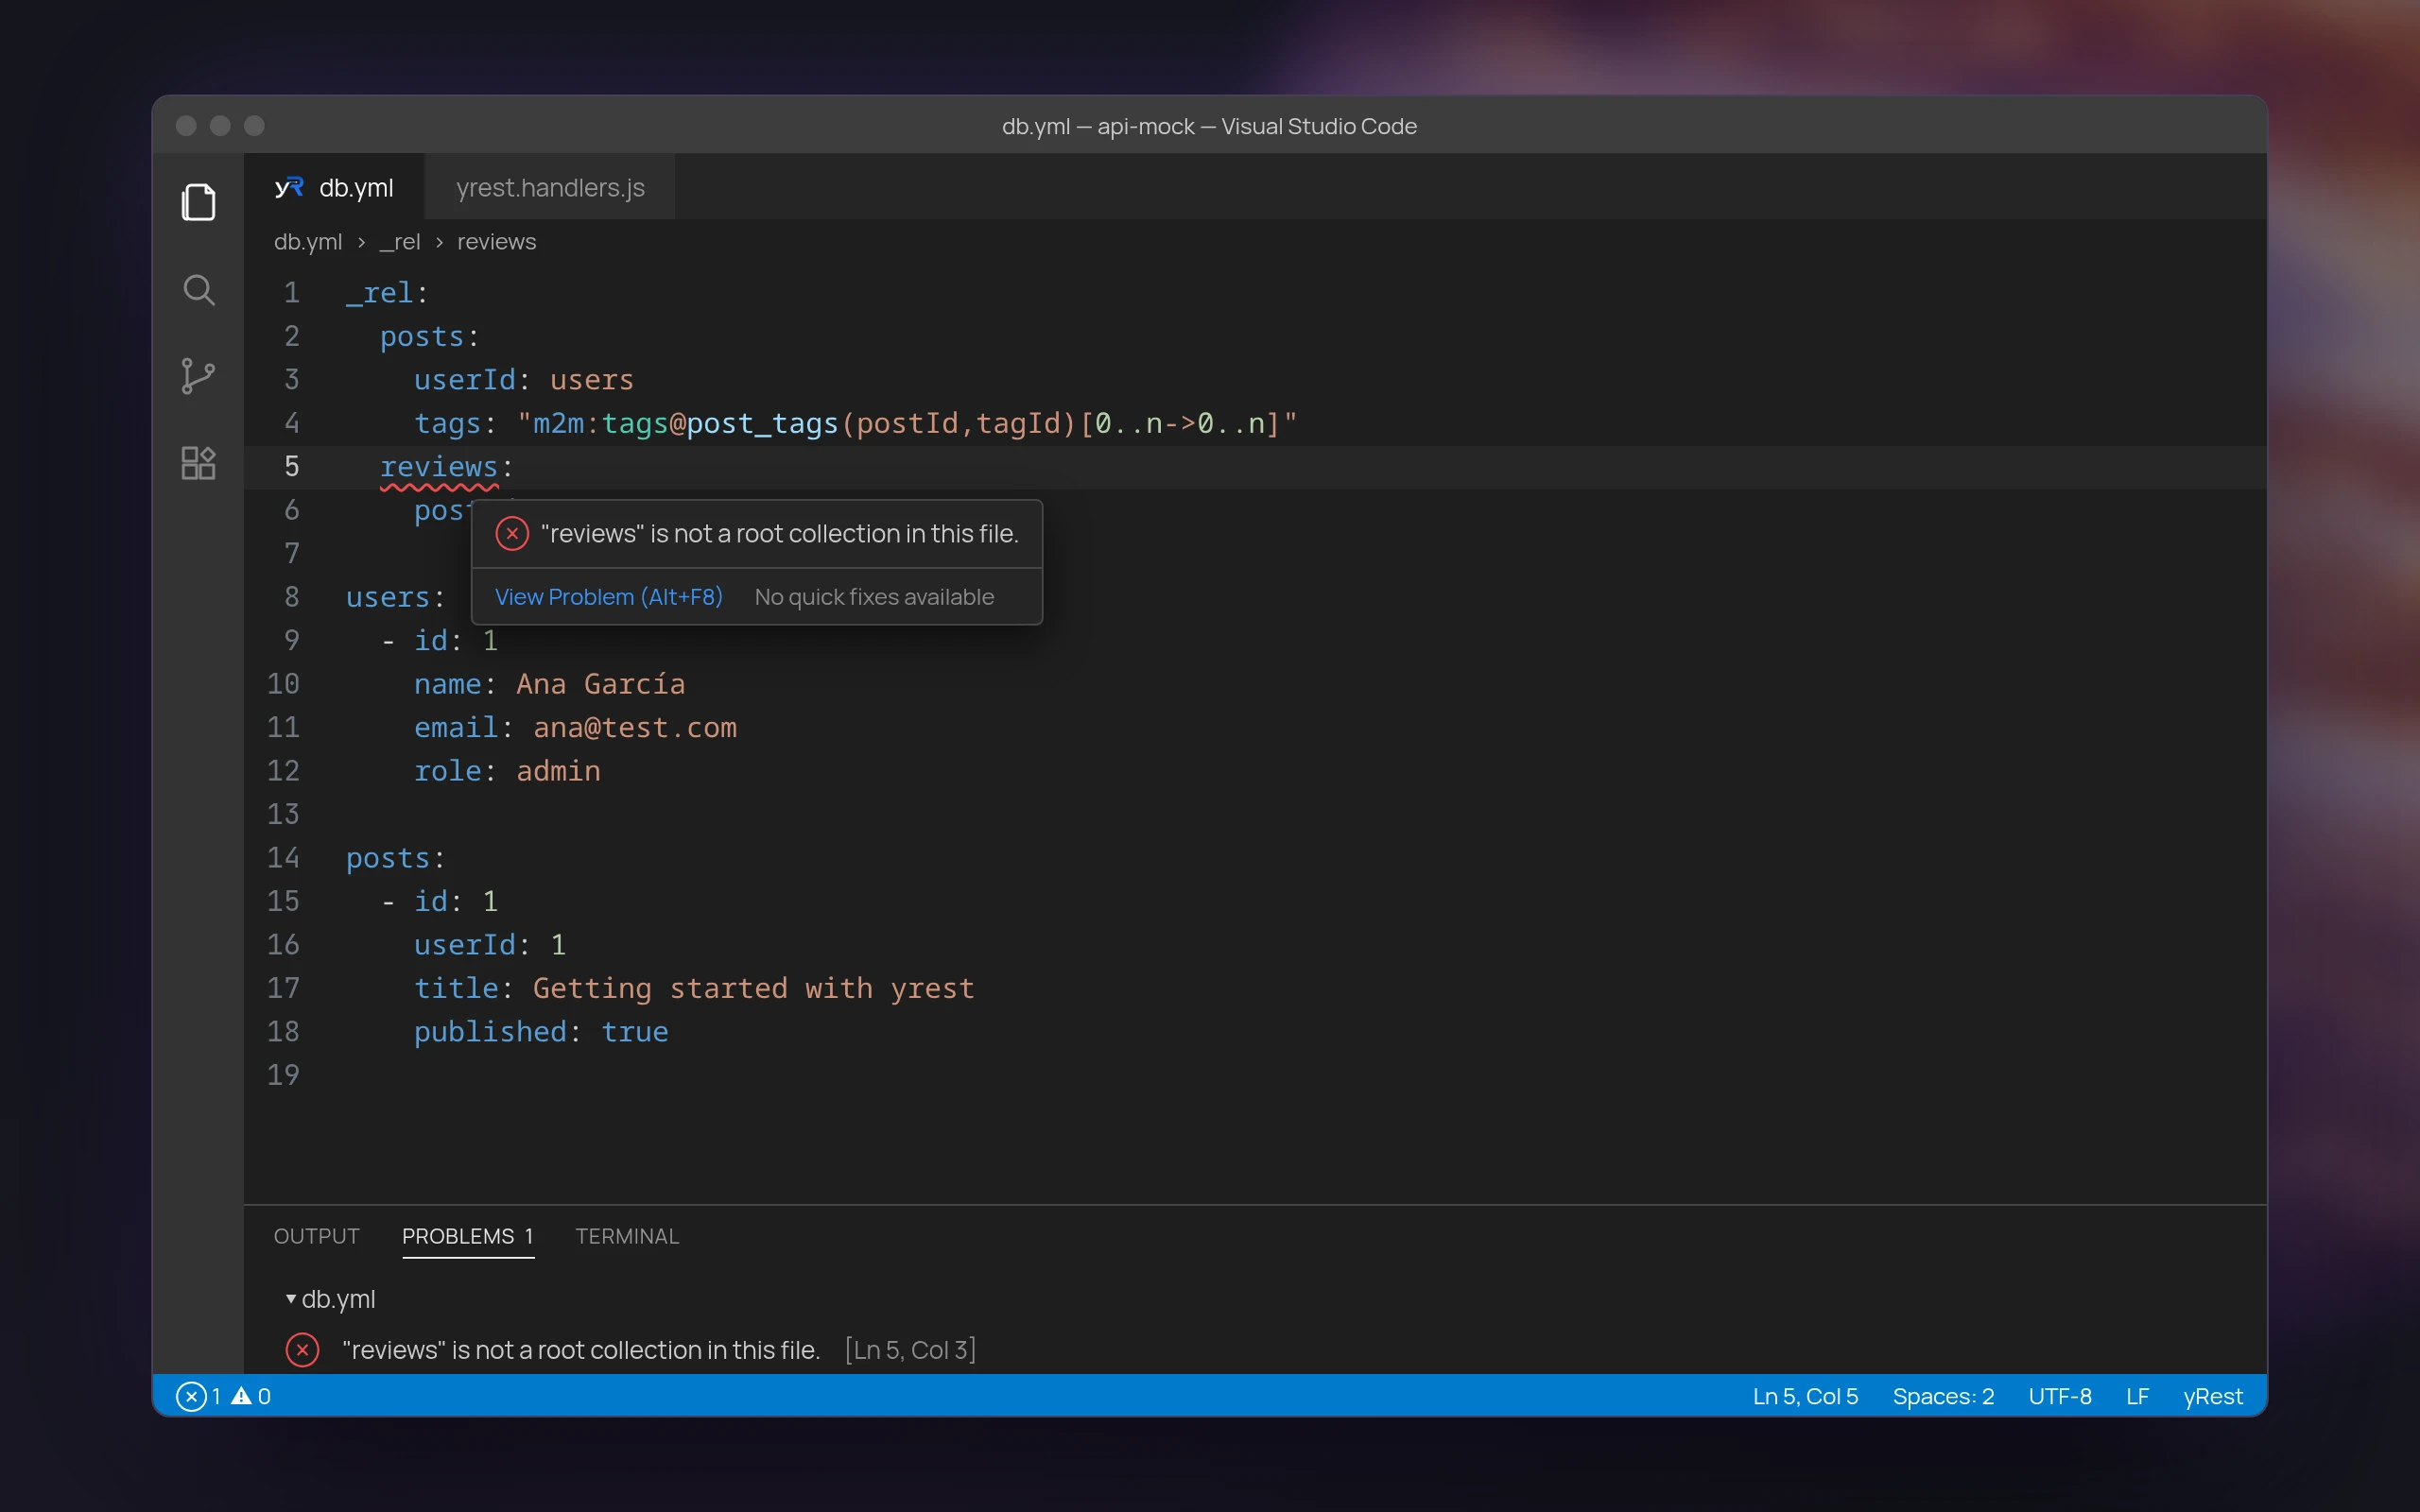 db.yml — api-mock — Visual Studio Code
yR db.yml yrest.handlers.js
db.yml > _rel > reviews
1 _rel:
2   posts:
3     userId: users
4     tags: "m2m:tags@post_tags(postId,tagId)[0..n->0..n]"
5   reviews:
6
"reviews" is not a root collection in this file.
7
View Problem (Alt+F8) No quick fixes available
8 users:
9   - id: 1
10     name: Ana García
11     email: ana@test.com
12     role: admin
13
14 posts:
15   - id: 1
16     userId: 1
17     title: Getting started with yrest
18     published: true
19
OUTPUT PROBLEMS 1 TERMINAL
db.yml
"reviews" is not a root collection in this file. [Ln 5, Col 3]
1 0 Ln 5, Col 5 Spaces: 2 UTF-8 LF yRest